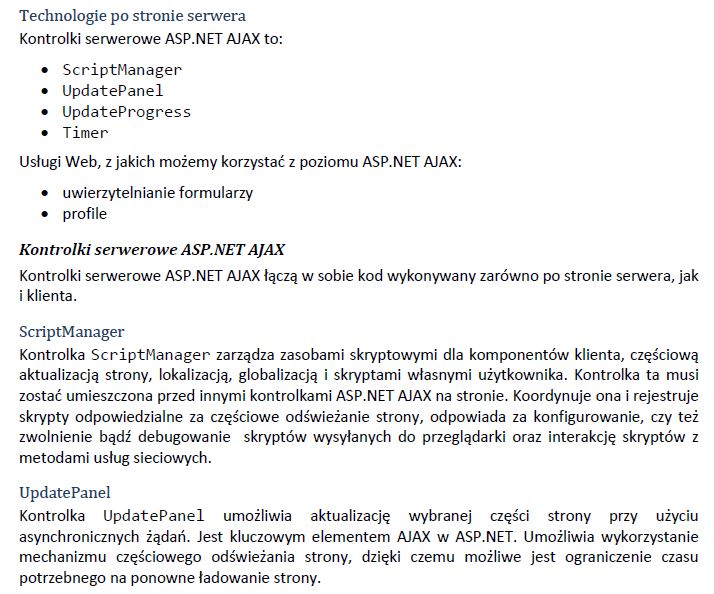 Technologie po stronie serwera
Kontrolki serwerowe ASP.NET AJAX to:
• ScriptManager
• UpdatePanel
• UpdateProgress
• Timer
Usługi Web, z jakich możemy korzystać z poziomu ASP.NET AJAX:
• uwierzytelnianie formularzy
• profile
Kontrolki serwerowe ASP.NET AJAX
Kontrolki serwerowe ASP.NET AJAX łączą w sobie kod wykonywany zarówno po stronie serwera, jak
i klienta.
ScriptManager
Kontrolka ScriptManager zarządza zasobami skryptowymi dla komponentów klienta, częściową
aktualizacją strony, lokalizacją, globalizacją i skryptami własnymi użytkownika. Kontrolka ta musi
zostać umieszczona przed innymi kontrolkami ASP.NET AJAX na stronie. Koordynuje ona i rejestruje
skrypty odpowiedzialne za częściowe odświeżanie strony, odpowiada za konfigurowanie, czy też
zwolnienie bądź debugowanie skryptów wysyłanych do przeglądarki oraz interakcję skryptów z
metodami usług sieciowych.
UpdatePanel
Kontrolka UpdatePanel umożliwia aktualizację wybranej części strony przy użyciu
asynchronicznych żądań. Jest kluczowym elementem AJAX w ASP.NET. Umożliwia wykorzystanie
mechanizmu częściowego odświeżania strony, dzięki czemu możliwe jest ograniczenie czasu
potrzebnego na ponowne ładowanie strony.